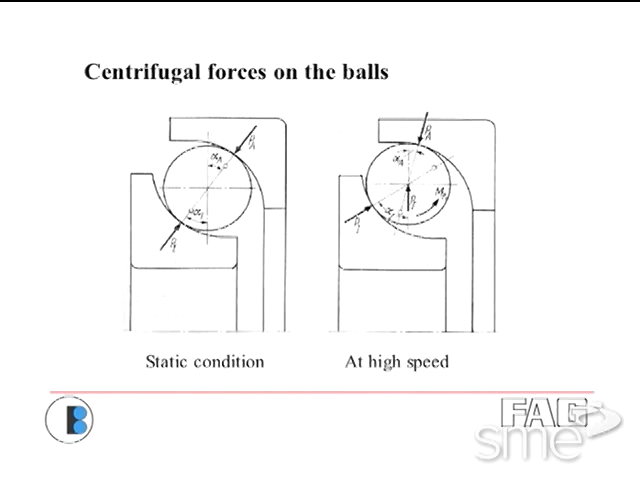 Centrifugal forces on the balls
Static condition
At high speed
B
FAG
sme